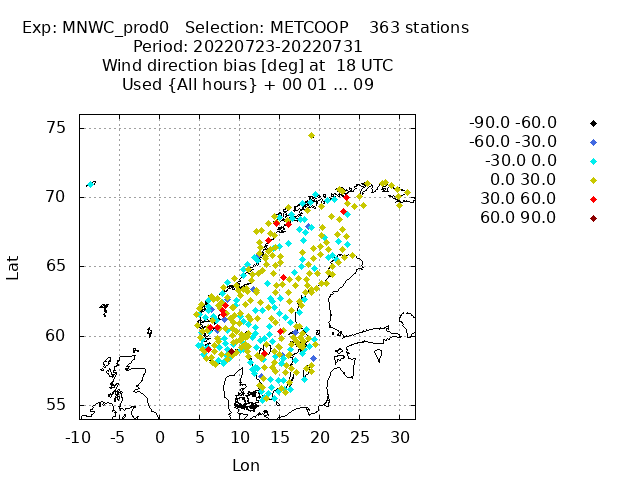 Exp: MNWC_prod0   Selection: METCOOP    363 stations
Period: 20220723-20220731
Wind direction bias [deg] at  18 UTC
Used {All hours} + 00 01 ... 09
-90.0 -60.0
-60.0 -30.0
-30.0 0.0
0.0 30.0
30.0 60.0
60.0 90.0
75
70
65
60
55
Lat
-10 -5 0 5 10 15 20 25 30
Lon